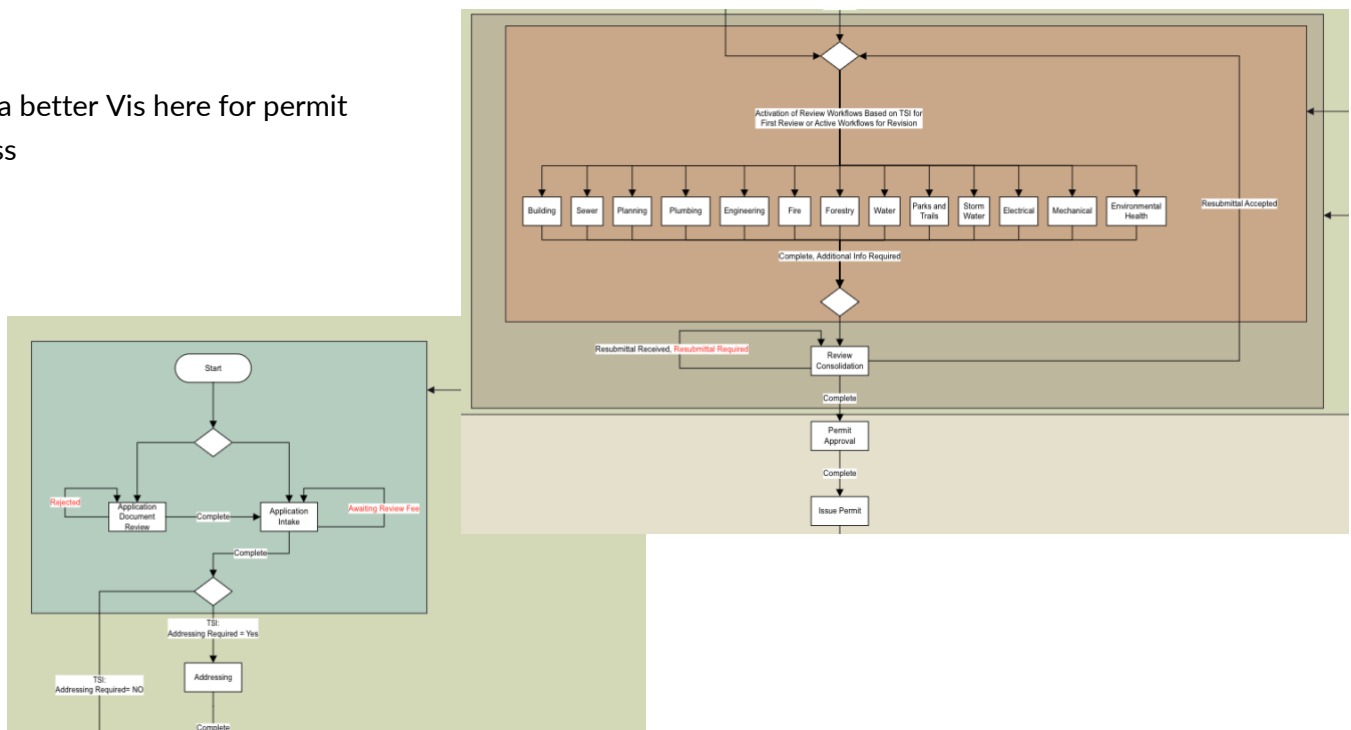 a better Vis here for permit
ss
Activation of Review Workflows Based on TSI for
First Review or Active Workflows for Revision
Building
Sewer
Planning
Plumbing
Engineering
Fire
Forestry
Water
Parks and
Trails
Storm
Water
Electrical
Mechanical
Environmental
Health
Resubmittal Accepted
Complete, Additional Info Required
Resubmittal Received, Resubmittal Required
Review
Consolidation
Complete
Permit
Approval
Complete
Issue Permit
Start
Rejected
Application
Document
Review
Complete
Application
Intake
Awaiting Review Fee
Complete
TSI:
Addressing Required = Yes
TSI:
Addressing Required= NO
Addressing
Complete